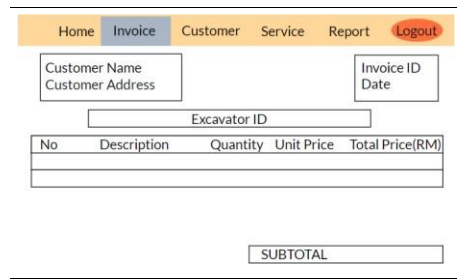 Home Invoice Customer Service Report Logout
Customer Name
Customer Address
Invoice ID
Date
Excavator ID
No Description Quantity Unit Price Total Price(RM)
SUBTOTAL